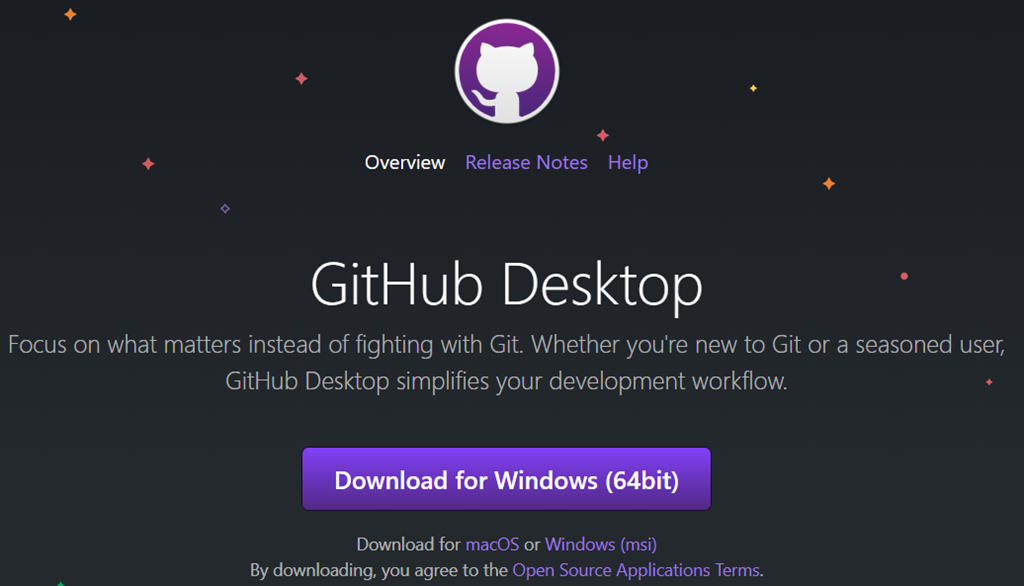 Overview Release Notes Help
GitHub Desktop
Focus on what matters instead of fighting with Git. Whether you're new to Git or a seasoned user,
GitHub Desktop simplifies your development workflow.
Download for Windows (64bit)
Download for macOS or Windows (msi)
By downloading, you agree to the Open Source Applications Terms.